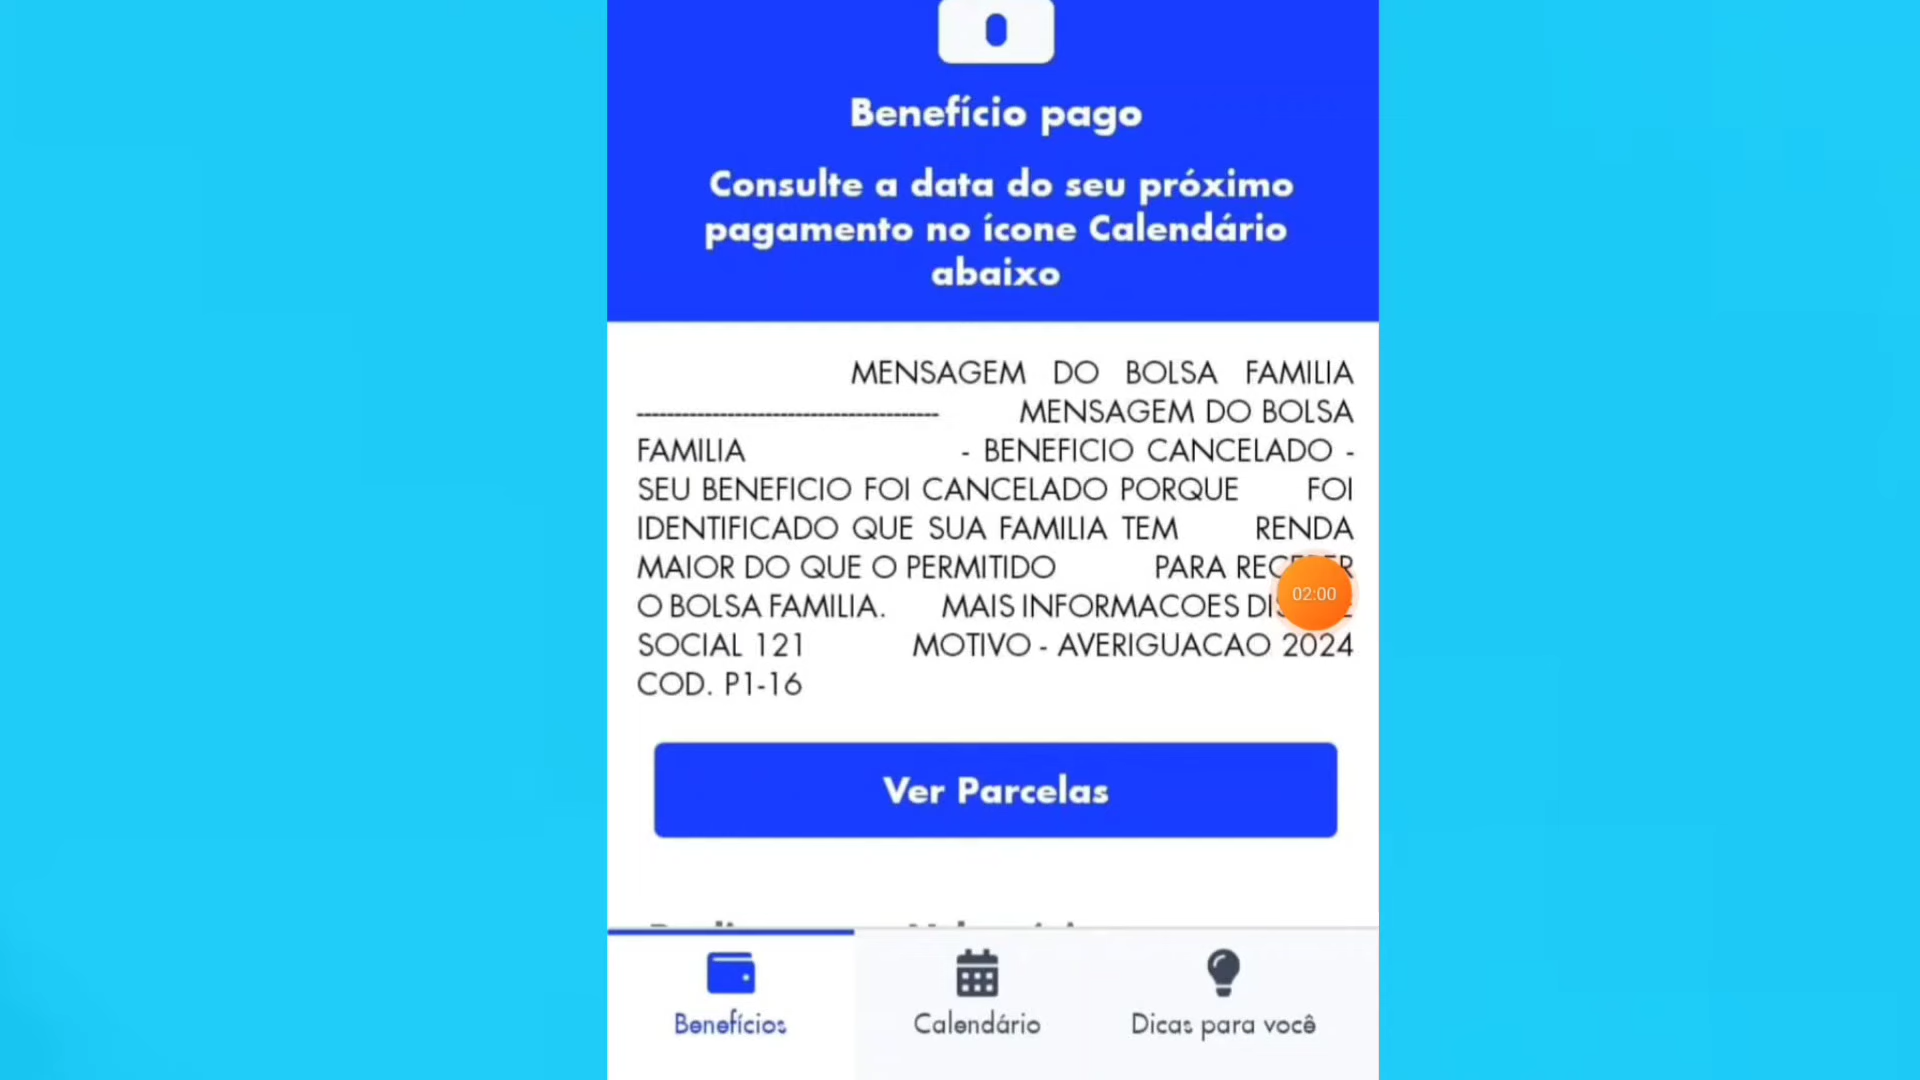 Benefício pago
Consulte a data do seu próximo
pagamento no ícone Calendário
abaixo
MENSAGEM DO BOLSA FAMILIA
---------------------------------------- MENSAGEM DO BOLSA
FAMILIA - BENEFICIO CANCELADO -
SEU BENEFICIO FOI CANCELADO PORQUE FOI
IDENTIFICADO QUE SUA FAMILIA TEM RENDA
MAIOR DO QUE O PERMITIDO PARA
O BOLSA FAMILIA. MAIS INFORMACOES
SOCIAL 121 MOTIVO - AVERIGUACAO 2024
COD. P1-16
02:00
Ver Parcelas
Benefícios
Calendário
Dicas para você